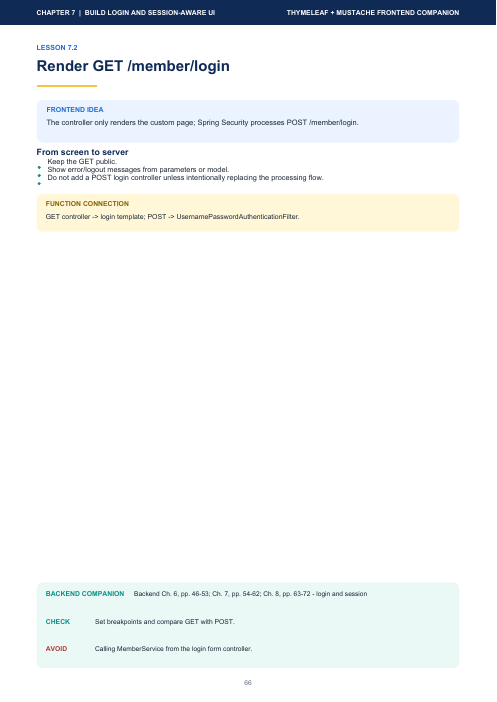 CHAPTER 7 | BUILD LOGIN AND SESSION-AWARE UI THYMELEAF + MUSTACHE FRONTEND COMPANION
LESSON 7.2
Render GET /member/login
FRONTEND IDEA
The controller only renders the custom page; Spring Security processes POST /member/login.
From screen to server
Keep the GET public.
Show error/logout messages from parameters or model.
Do not add a POST login controller unless intentionally replacing the processing flow.
FUNCTION CONNECTION
GET controller -> login template; POST -> UsernamePasswordAuthenticationFilter.
BACKEND COMPANION Backend Ch. 6, pp. 46-53; Ch. 7, pp. 54-62; Ch. 8, pp. 63-72 - login and session
CHECK Set breakpoints and compare GET with POST.
AVOID Calling MemberService from the login form controller.
66